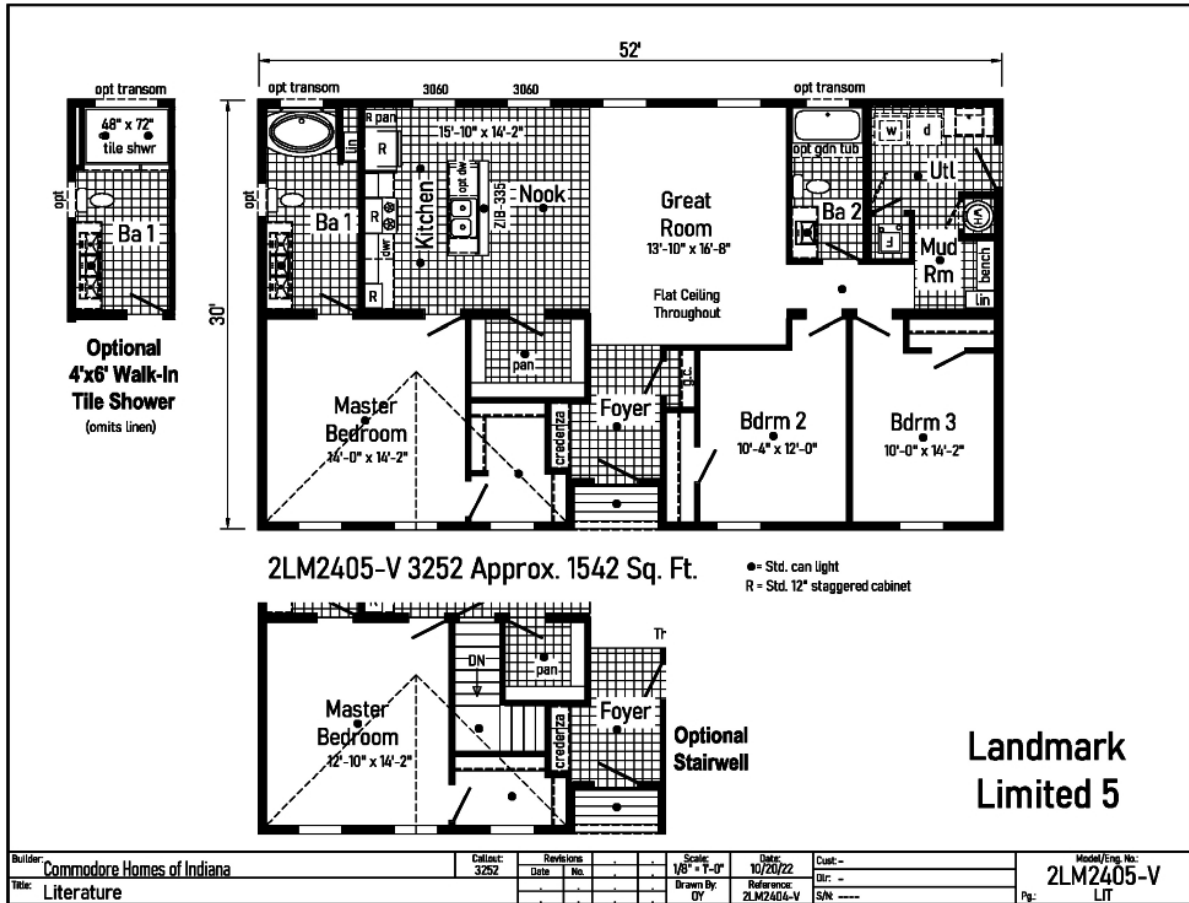 52'
opt transom
opt transom
3060
3060
opt transom
48" x 72"
tile shwr
opt
Ba 1
Optional
4'x6' Walk-In
Tile Shower
(omits linen)
30'
opt
lin
Ba 1
R pan
R
R
dwr
R
15'-10" x 14'-2"
Kitchen
opt dw
ZIB-335
Nook
Great
Room
13'-10" x 16'-8"
Flat Ceiling
Throughout
opt gdn tub
Ba 2
w
d
Utl
WH
Mud
Rm
bench
lin
pan
Master
Bedroom
14'-0" x 14'-2"
credenza
Foyer
g.c.
Bdrm 2
10'-4" x 12'-0"
Bdrm 3
10'-0" x 14'-2"
2LM2405-V 3252 Approx. 1542 Sq. Ft.
●= Std. can light
R = Std. 12" staggered cabinet
DN
pan
Master
Bedroom
12'-10" x 14'-2"
credenza
Foyer
Optional
Stairwell
Landmark
Limited 5
Builder: Commodore Homes of Indiana
Title: Literature
Callout:
3252
Revisions
Date No.
Scale:
1/8" = 1'-0"
Drawn By:
OY
Date:
10/20/22
Reference:
2LM2404-V
Cust: -
Dlr: -
S/N: ----
Model/Eng. No.:
2LM2405-V
Pg.: LIT